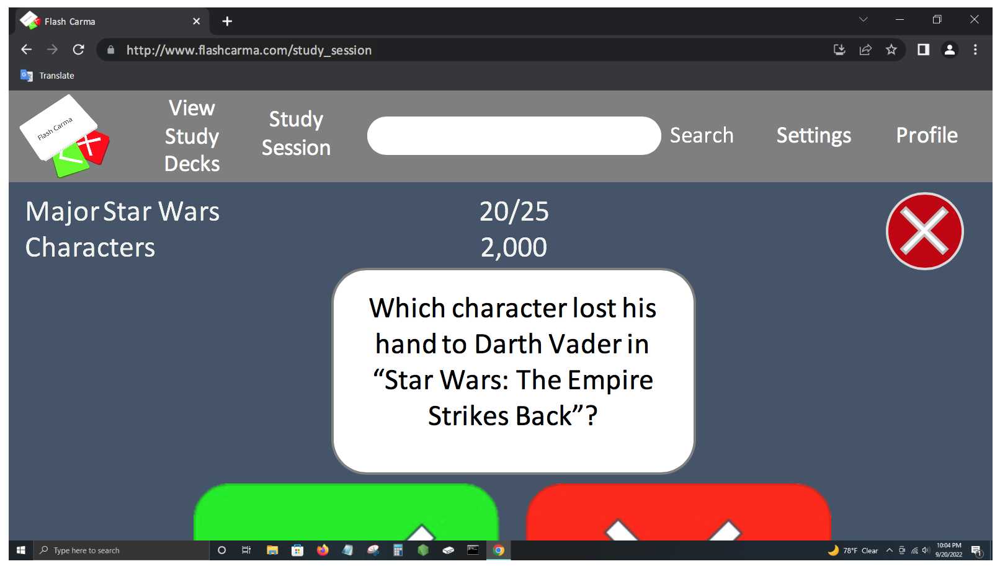 Flash Carma
http://www.flashcarma.com/study_session
Translate
Flash Carma
View
Study
Decks
Study
Session
Search
Settings
Profile
Major Star Wars
Characters
20/25
2,000
Which character lost his
hand to Darth Vader in
“Star Wars: The Empire
Strikes Back”?
Type here to search
78°F Clear
10:04 PM
9/20/2022
1